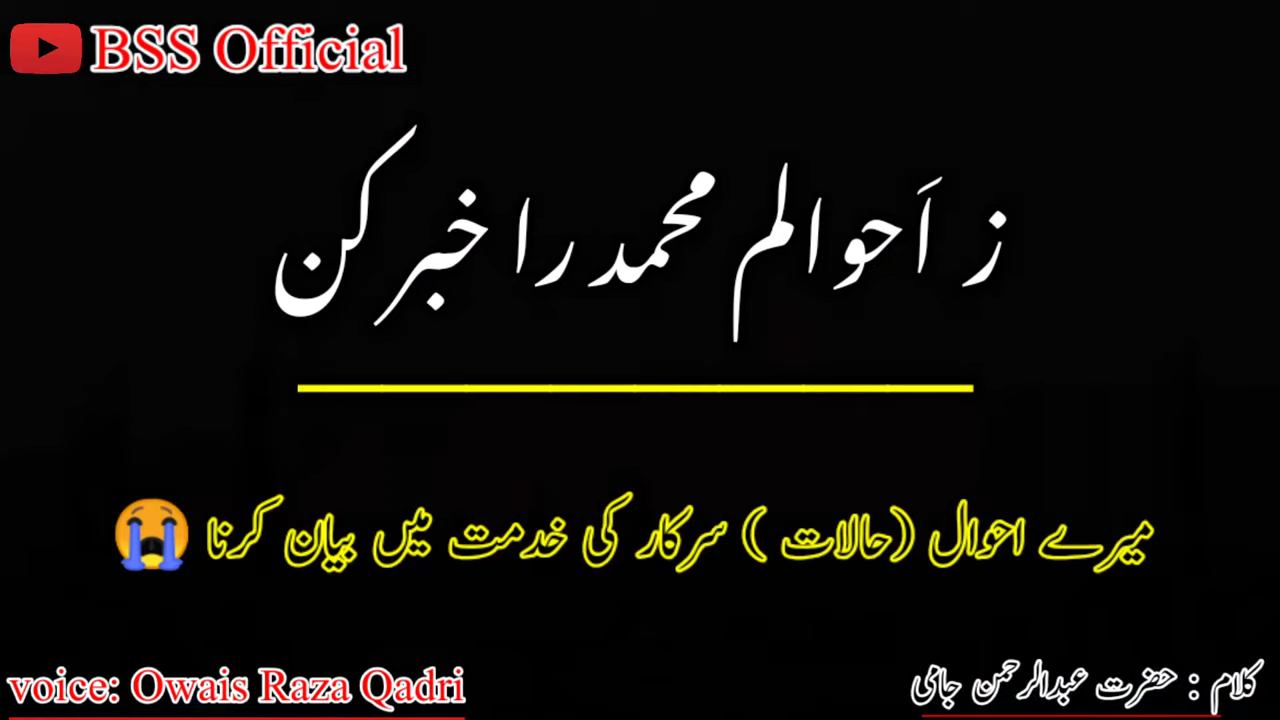 BSS Official
ز اَحوالم محمد را خبر کن
میرے احوال (حالات ) سرکار کی خدمت میں بیان کرنا 😭
voice: Owais Raza Qadri
کلام : حضرت عبدالرحمن جامی